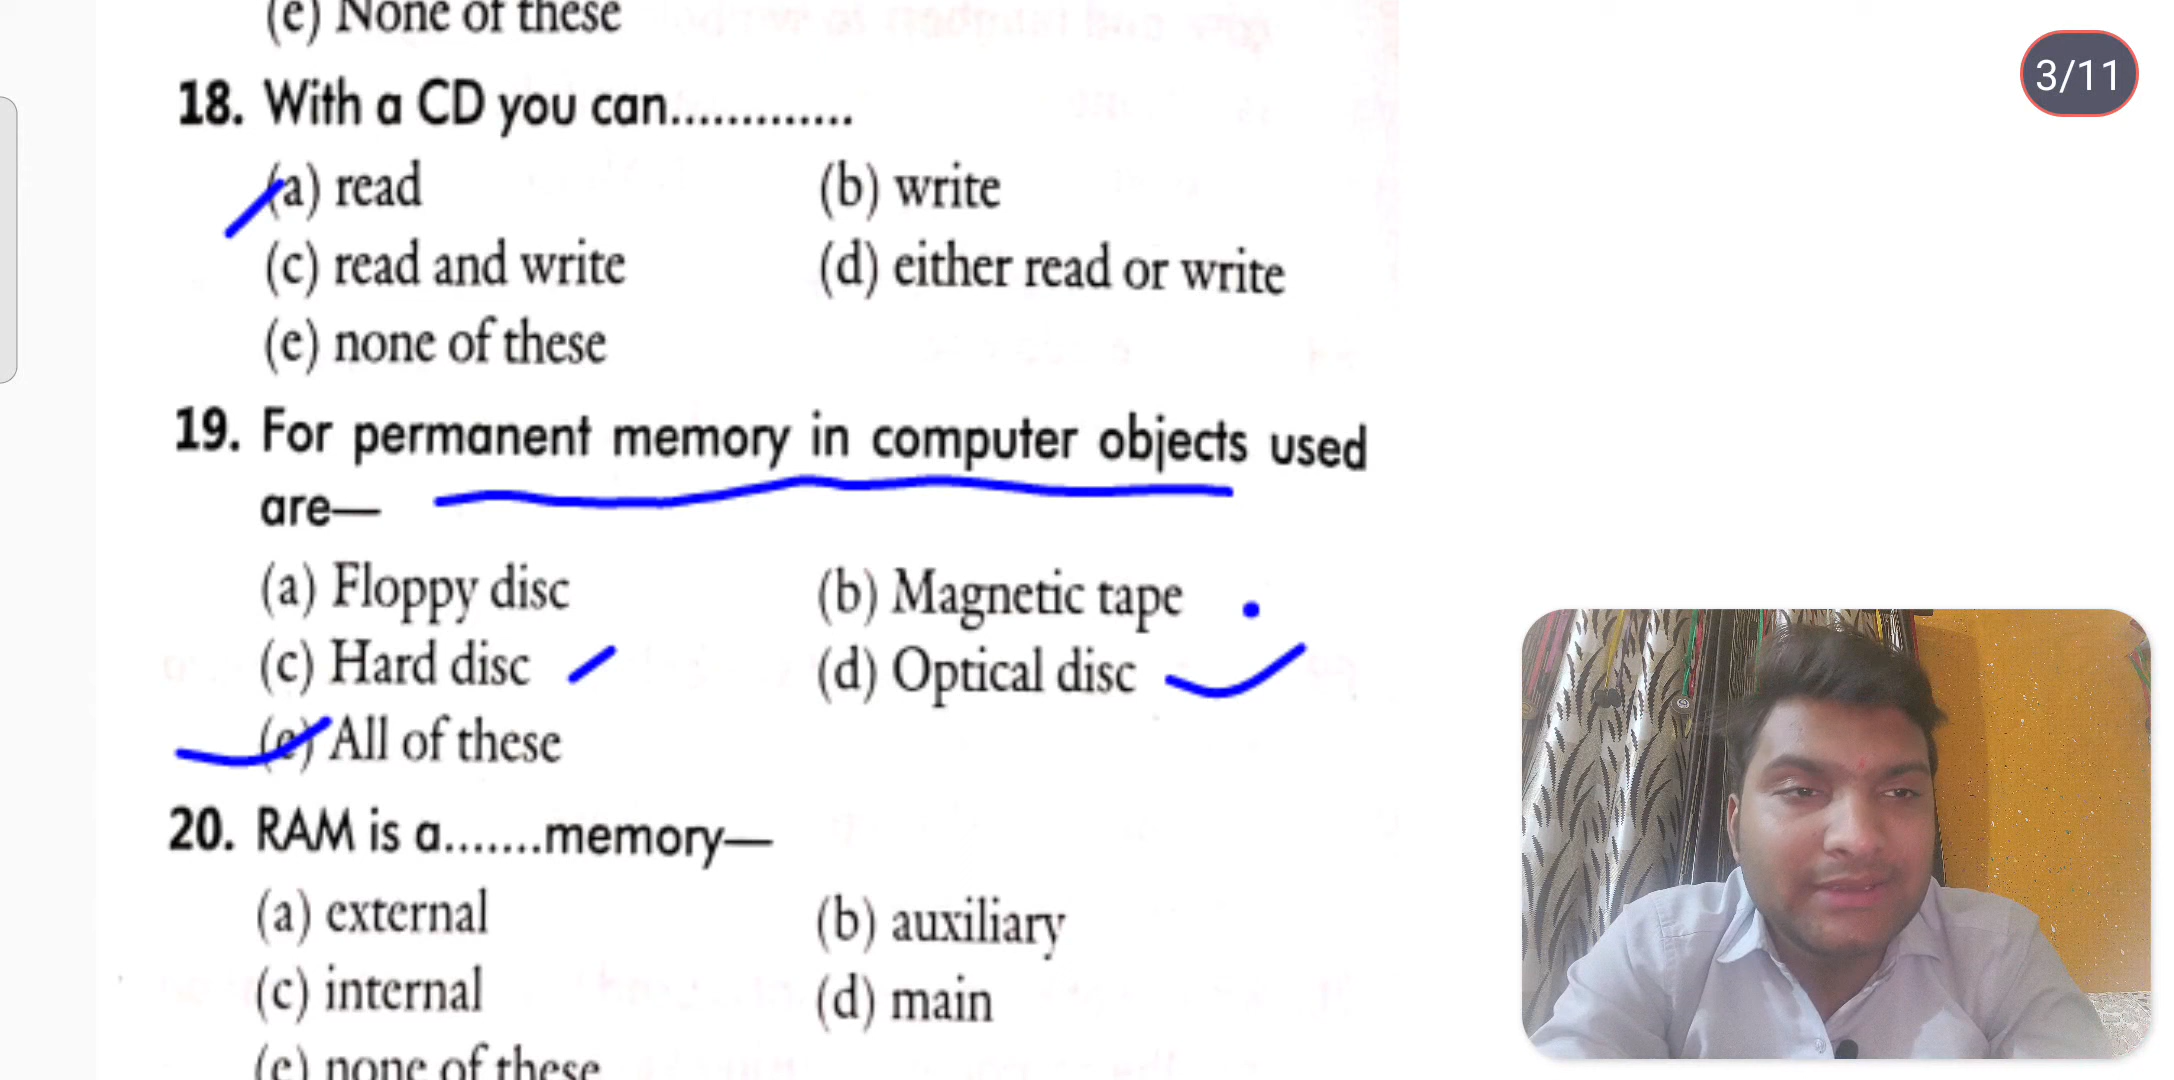 (e) None of these
3/11
18. With a CD you can.............
(a) read (b) write
(c) read and write (d) either read or write
(e) none of these
19. For permanent memory in computer objects used
are—
(a) Floppy disc (b) Magnetic tape
(c) Hard disc (d) Optical disc
(e) All of these
20. RAM is a.......memory—
(a) external (b) auxiliary
(c) internal (d) main
(e) none of these